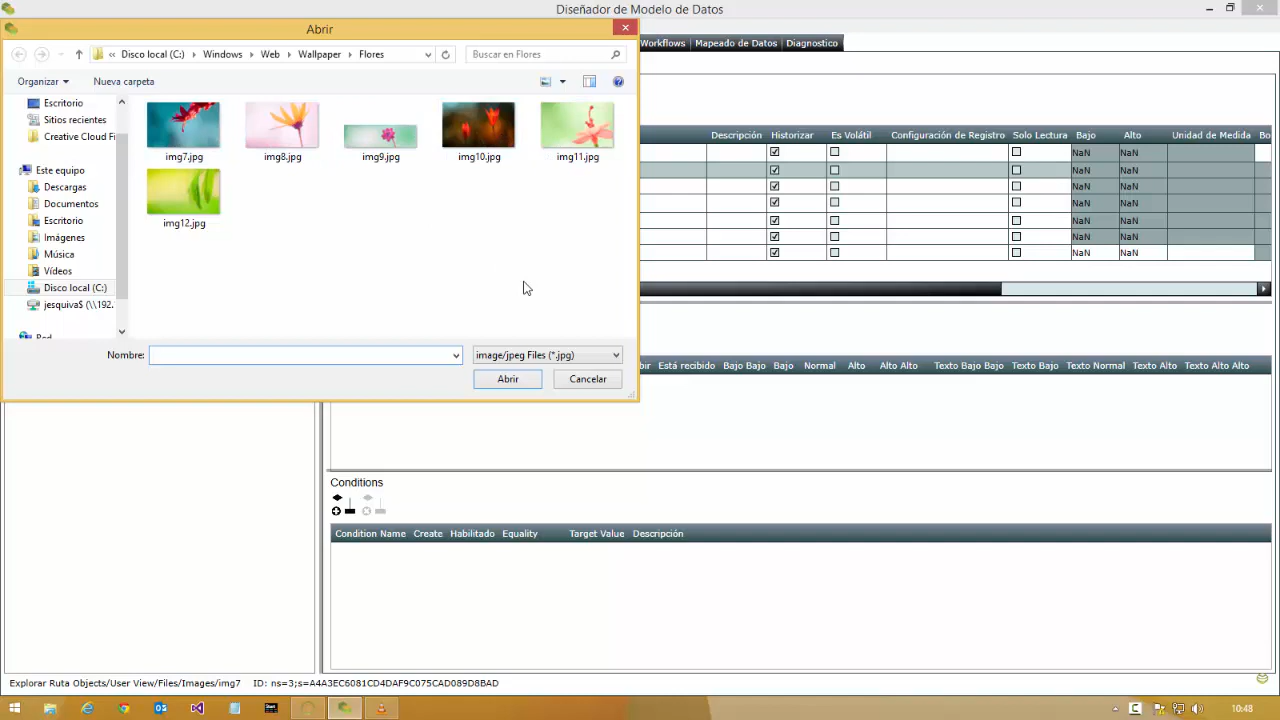 Diseñador de Modelo de Datos
Abrir
Workflows Mapeado de Datos Diagnostico
« Disco local (C:) Windows Web Wallpaper Flores
Buscar en Flores
Organizar Nueva carpeta
Escritorio
Sitios recientes
Creative Cloud Fi
Este equipo
Descargas
Documentos
Escritorio
Imágenes
Música
Vídeos
Disco local (C:)
jesquiva$ (\\192.
img7.jpg img8.jpg img9.jpg img10.jpg img11.jpg
img12.jpg
Nombre: image/jpeg Files (*.jpg)
Abrir Cancelar
Descripción Historizar Es Volátil Configuración de Registro Solo Lectura Bajo Alto Unidad de Medida
NaN NaN
NaN NaN
NaN NaN
NaN NaN
NaN NaN
NaN NaN
NaN NaN
Está recibido Bajo Bajo Bajo Normal Alto Alto Alto Texto Bajo Bajo Texto Bajo Texto Normal Texto Alto Texto Alto Alto
Conditions
Condition Name Create Habilitado Equality Target Value Descripción
Explorar Ruta Objects/User View/Files/Images/img7 ID: ns=3;s=A4A3EC6081CD4DAF9C075CAD089D8BAD
10:48